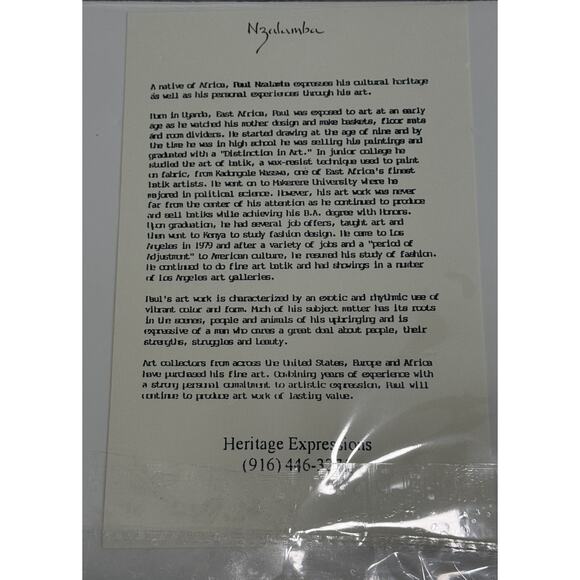 Nzalamba
A native of Africa, Paul Nzalamba expresses his cultural heritage
as well as his personal experiences through his art.
Born in Uganda, East Africa, Paul was exposed to art at an early
age as he watched his mother design and make baskets, floor mats
and room dividers. He started drawing at the age of nine and by
the time he was in high school he was selling his paintings and
graduated with a "Distinction in Art." In junior college he
studied the art of batik, a wax-resist technique used to paint
on fabric, from Kadongole Wasswa, one of East Africa's finest
batik artists. He went on to Makerere University where he
majored in political science. However, his art work was never
far from the center of his attention as he continued to produce
and sell batiks while achieving his B.A. degree with Honors.
Upon graduation, he had several job offers, taught art and
then went to Kenya to study fashion design. He came to Los
Angeles in 1979 and after a variety of jobs and a "period of
Adjustment" to American culture, he resumed his study of fashion.
He continued to do fine art batik and had showings in a number
of Los Angeles art galleries.
Paul's art work is characterized by an exotic and rhythmic use of
vibrant color and form. Much of his subject matter has its roots
in the scenes, people and animals of his upbringing and is
expressive of a man who cares a great deal about people, their
strengths, struggles and beauty.
Art collectors from across the United States, Europe and Africa
have purchased his fine art. Combining years of experience with
a strong personal commitment to artistic expression, Paul will
continue to produce art work of lasting value.
Heritage Expressions
(916) 446-